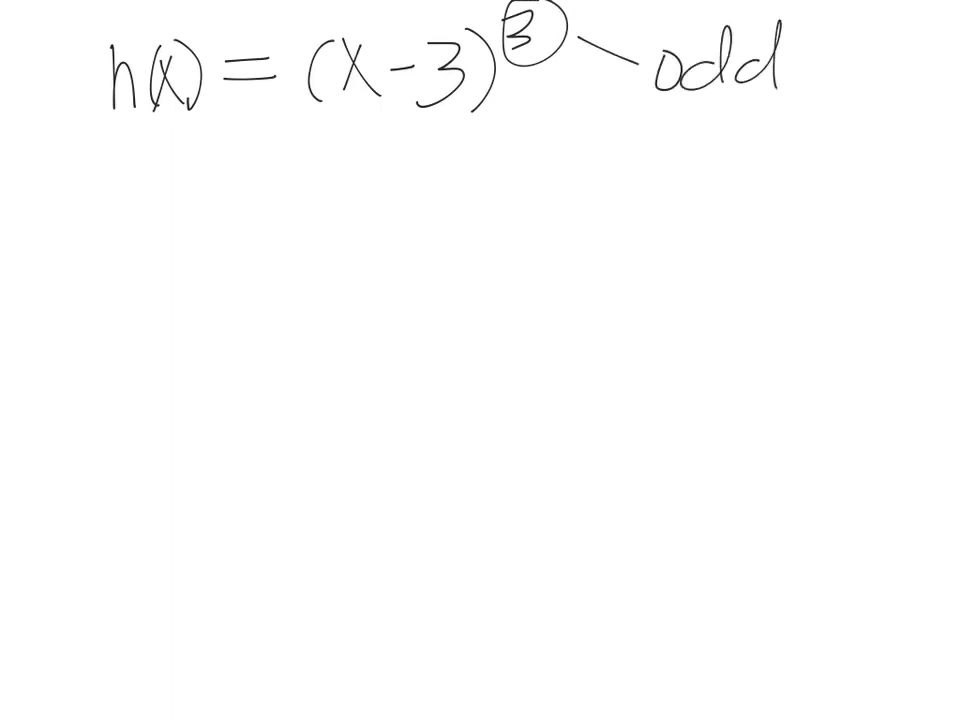 h(x) = (x-3)³ — odd